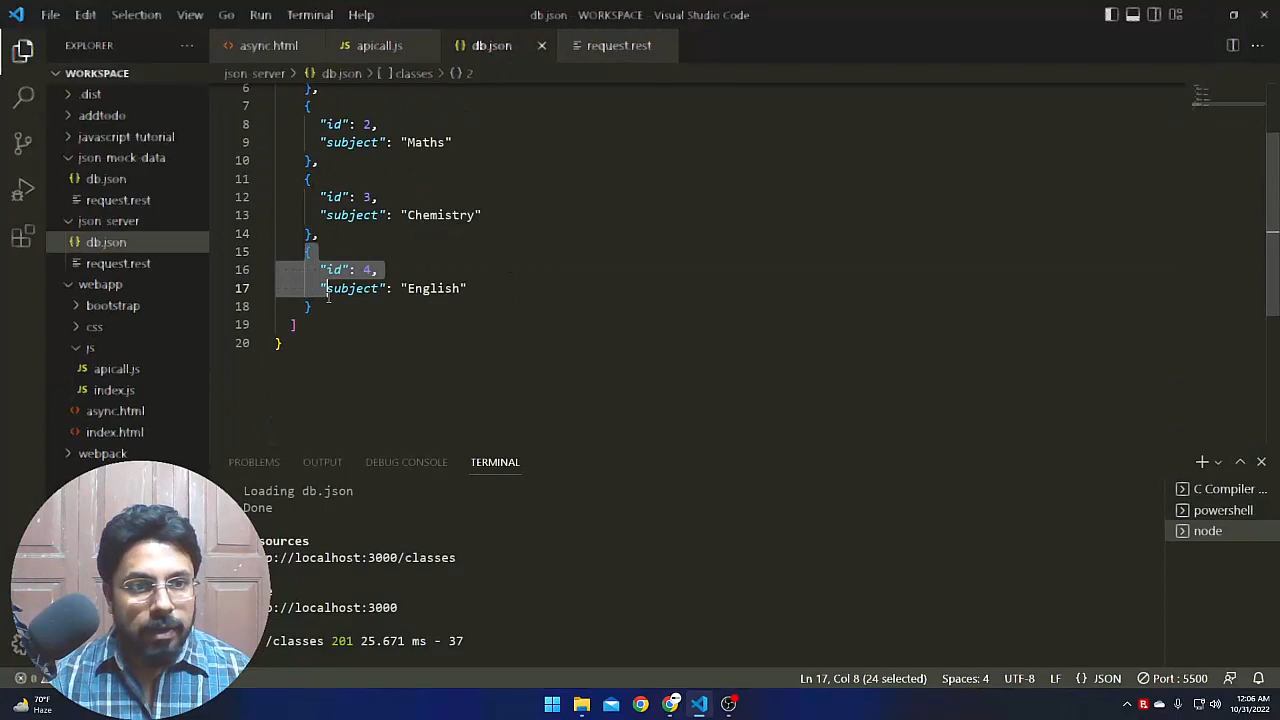 File Edit Selection View Go Run Terminal Help db.json WORKSPACE Visual Studio Code
EXPLORER
async.html apicall.js db.json request.rest
WORKSPACE
json server > db.json > [ ] classes > {} 2
.dist
addtodo
javascript-tutorial
json mock data
db.json
request.rest
json server
db.json
request.rest
webapp
bootstrap
css
js
apicall.js
index.js
async.html
index.html
webpack
6 },
7 {
8 "id": 2,
9 "subject": "Maths"
10 },
11 {
12 "id": 3,
13 "subject": "Chemistry"
14 },
15 {
16 "id": 4,
17 "subject": "English"
18 }
19 ]
20 }
PROBLEMS OUTPUT DEBUG CONSOLE TERMINAL
Loading db.json
Done
sources
p://localhost:3000/classes
e
p://localhost:3000
/classes 201 25.671 ms - 37
C Compiler ...
powershell
node
0
Ln 17, Col 8 (24 selected) Spaces: 4 UTF-8 LF {} JSON Port : 5500
70°F
Haze
12:06 AM
10/31/2022